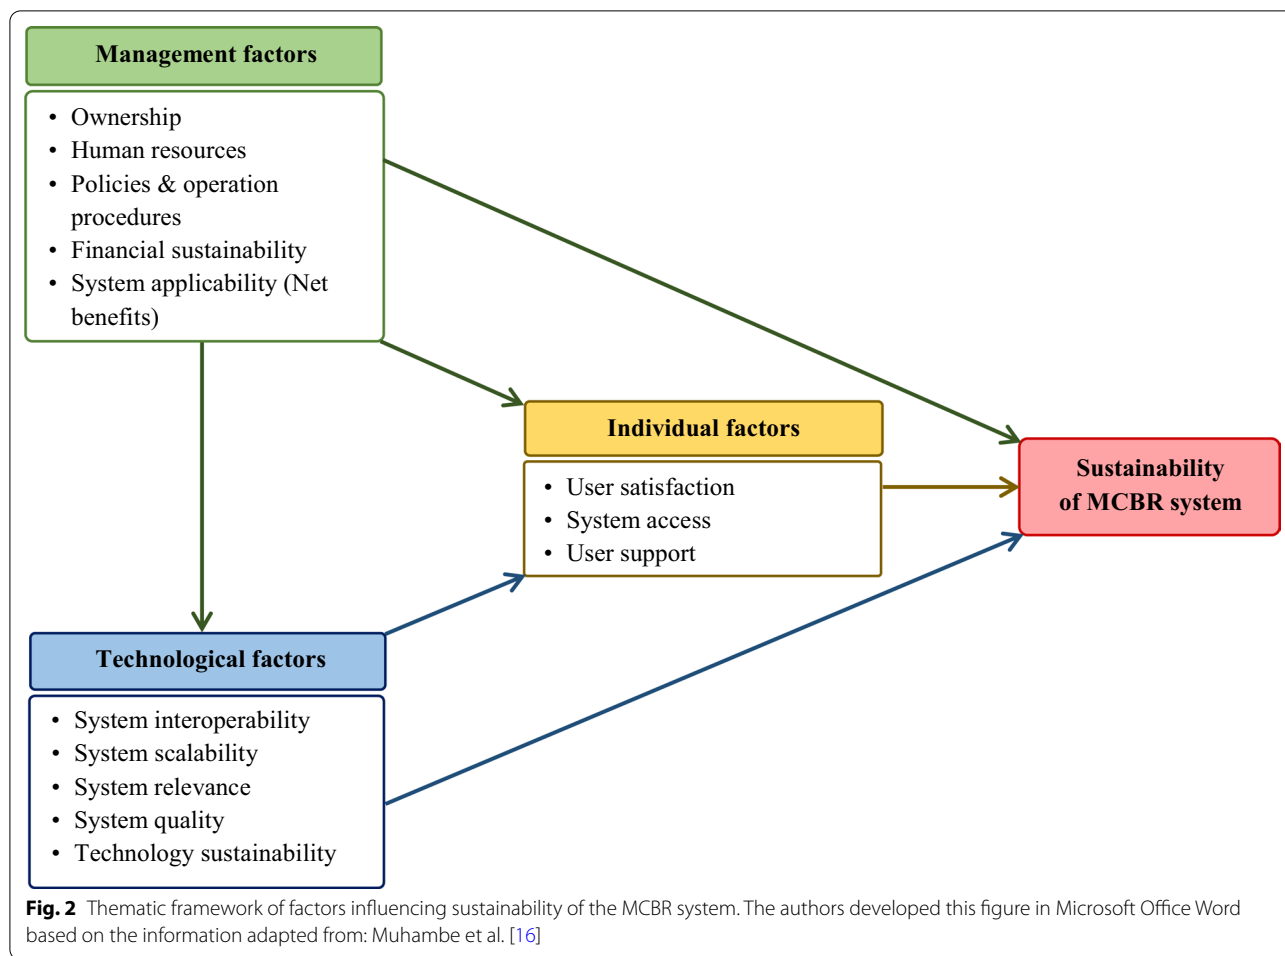 Management factors
• Ownership
• Human resources
• Policies & operation
procedures
• Financial sustainability
• System applicability (Net
benefits)
Individual factors
• User satisfaction
• System access
• User support
Sustainability
of MCBR system
Technological factors
• System interoperability
• System scalability
• System relevance
• System quality
• Technology sustainability
Fig. 2 Thematic framework of factors influencing sustainability of the MCBR system. The authors developed this figure in Microsoft Office Word
based on the information adapted from: Muhambe et al. [16]